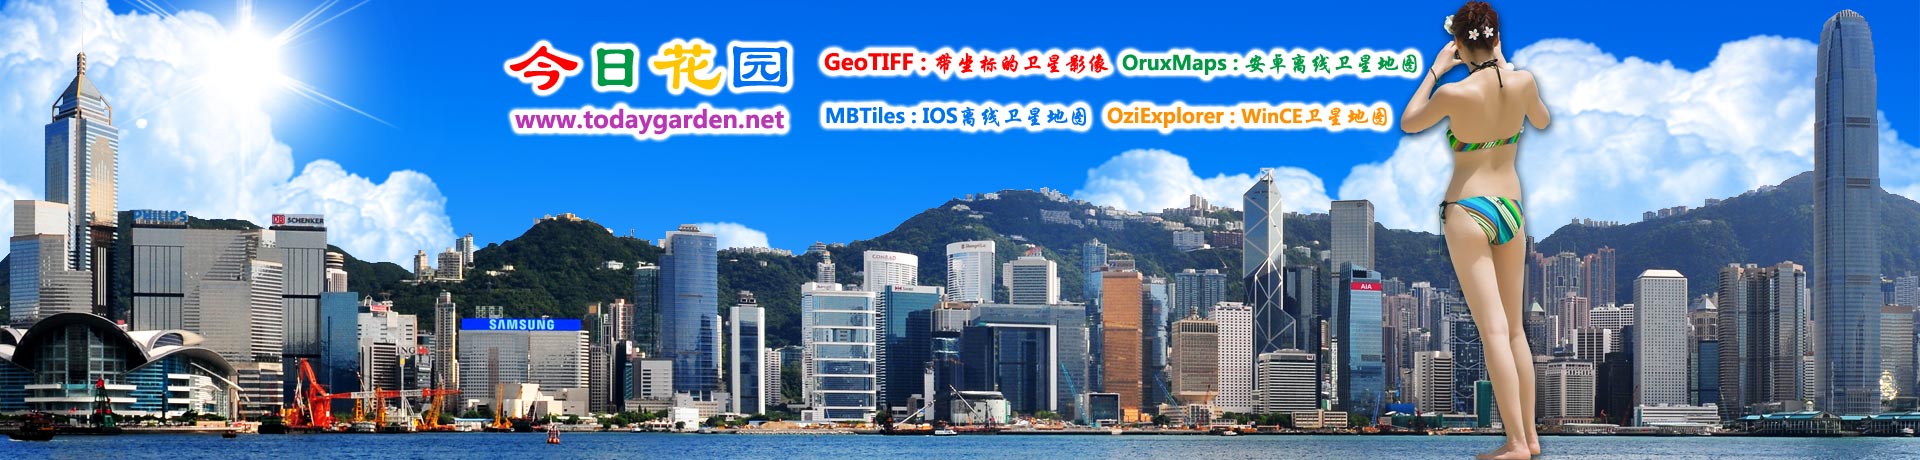 今日花园
www.todaygarden.net
GeoTIFF : 带坐标的卫星影像 OruxMaps : 安卓离线卫星地图
MBTiles : IOS离线卫星地图 OziExplorer : WinCE卫星地图
PHILIPS
DB SCHENKER
SAMSUNG
CONRAD
AIA